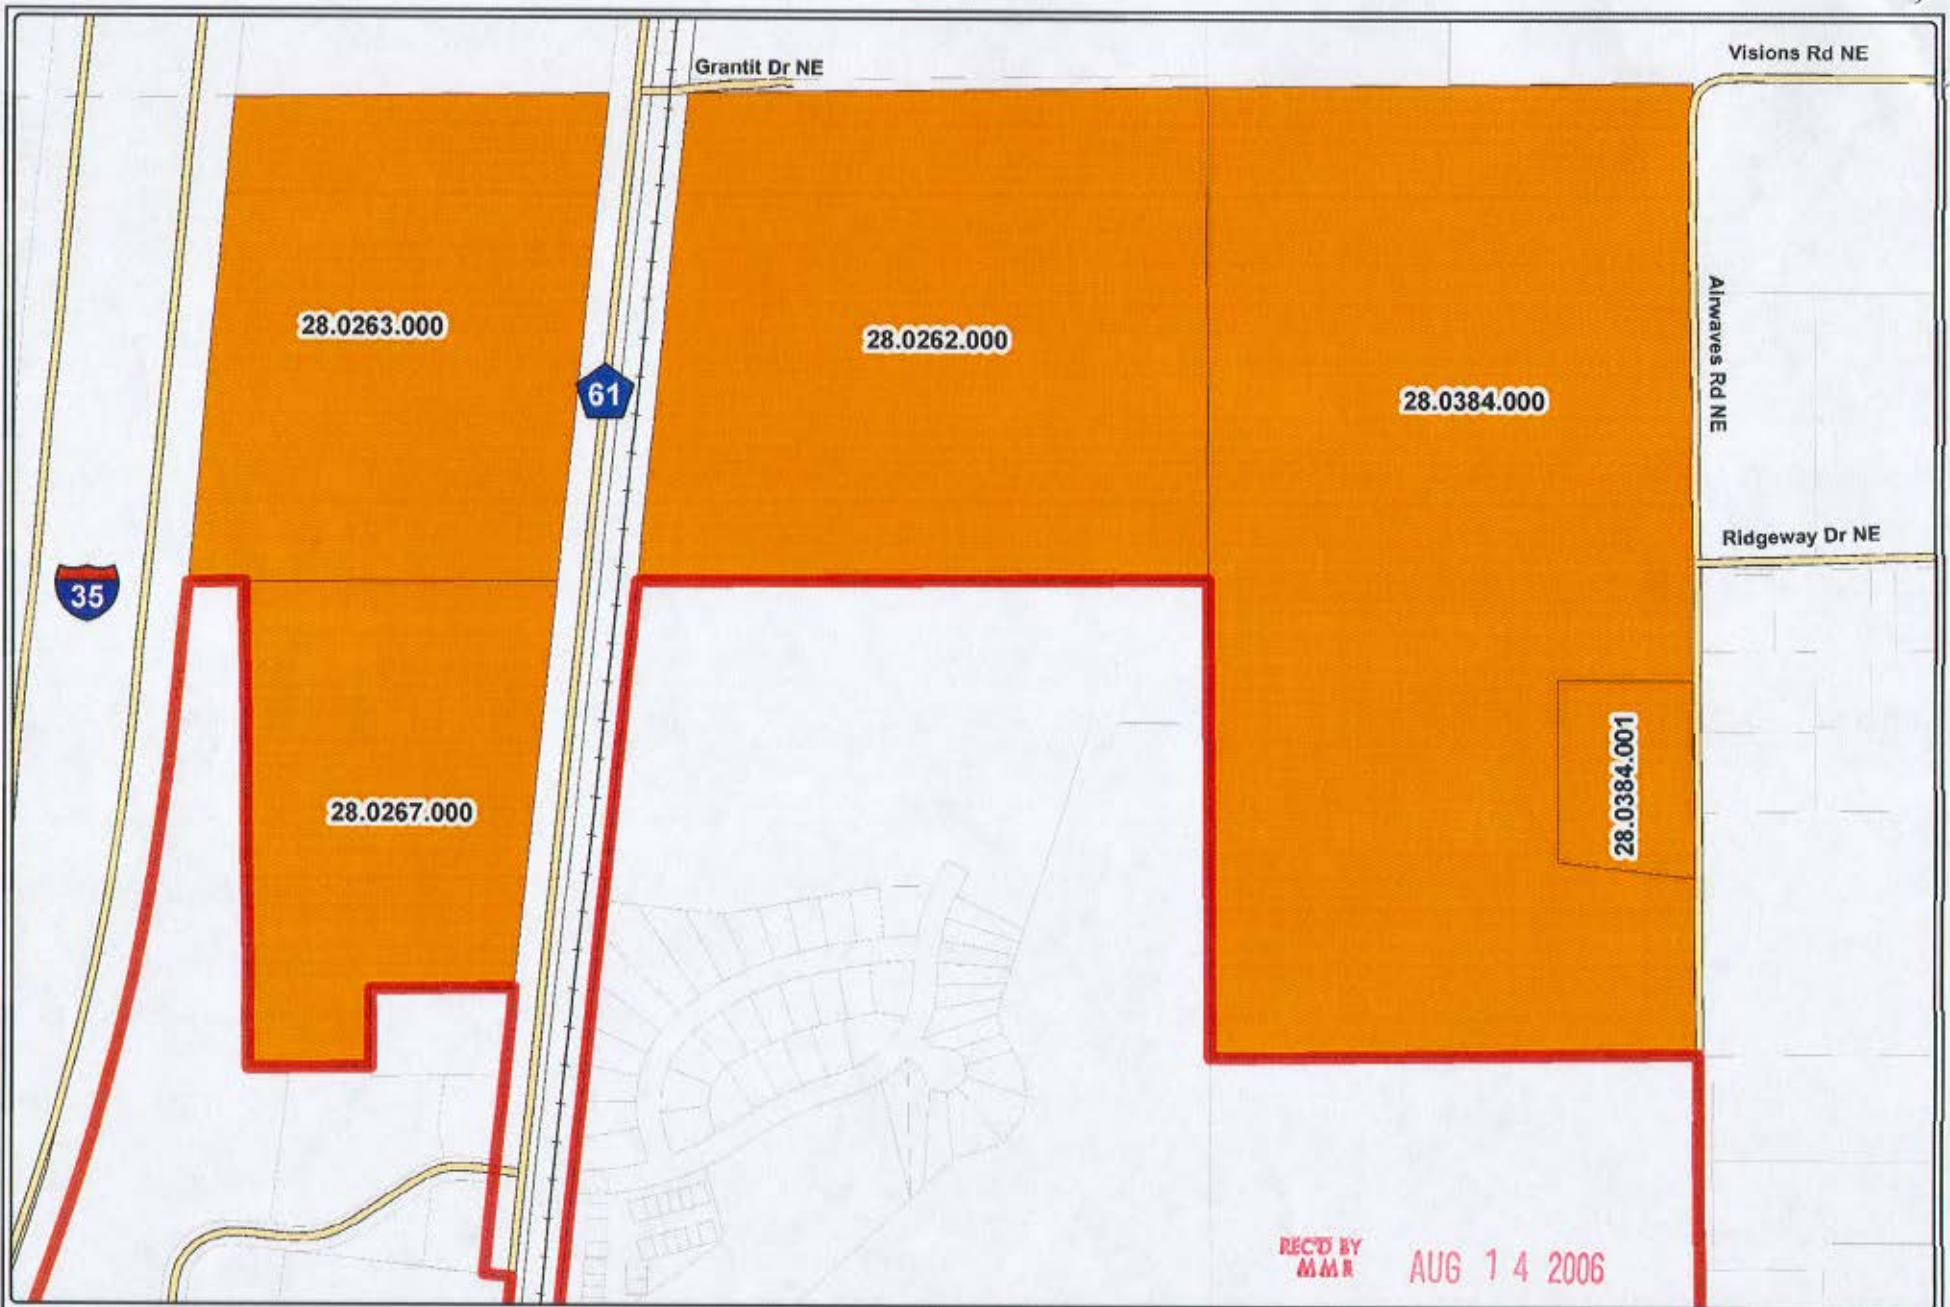 Visions Rd NE
Grantit Dr NE
28.0263.000
28.0262.000
61
28.0384.000
Airwaves Rd NE
Ridgeway Dr NE
35
28.0384.001
28.0267.000
REC'D BY
MMR
AUG 14 2006